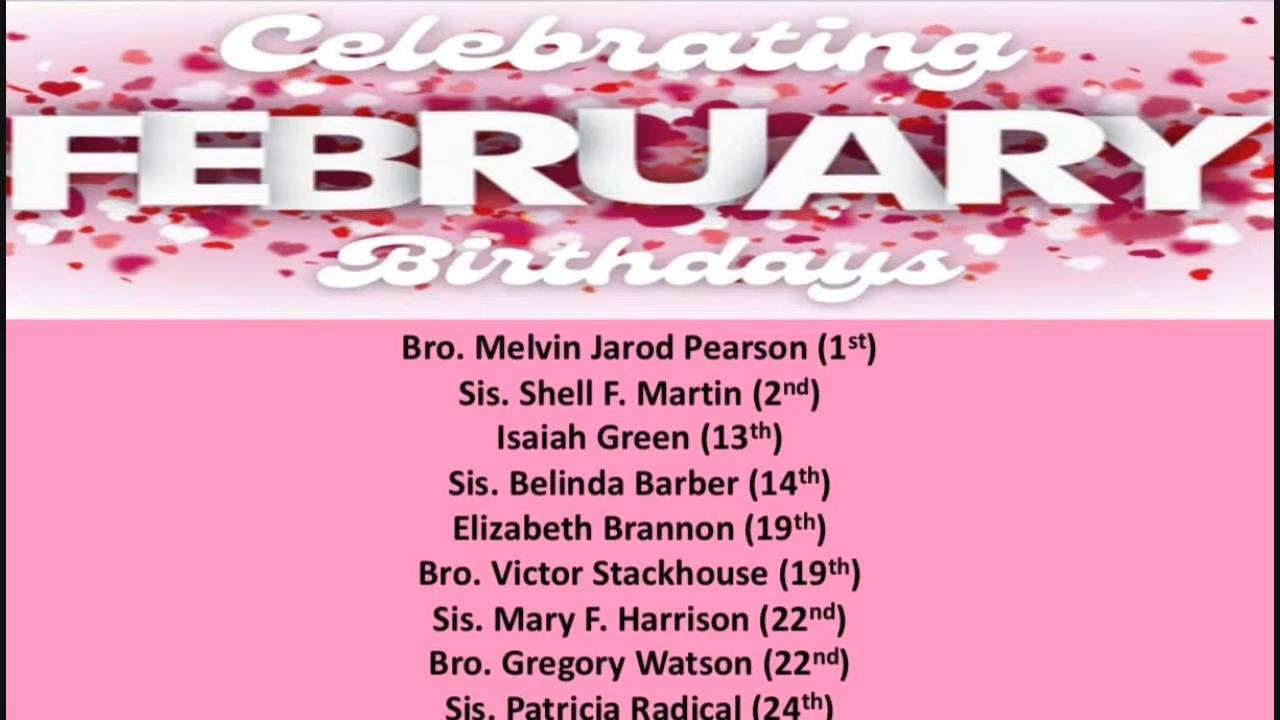 Celebrating
FEBRUARY
Birthdays
Bro. Melvin Jarod Pearson (1st)
Sis. Shell F. Martin (2nd)
Isaiah Green (13th)
Sis. Belinda Barber (14th)
Elizabeth Brannon (19th)
Bro. Victor Stackhouse (19th)
Sis. Mary F. Harrison (22nd)
Bro. Gregory Watson (22nd)
Sis. Patricia Radical (24th)